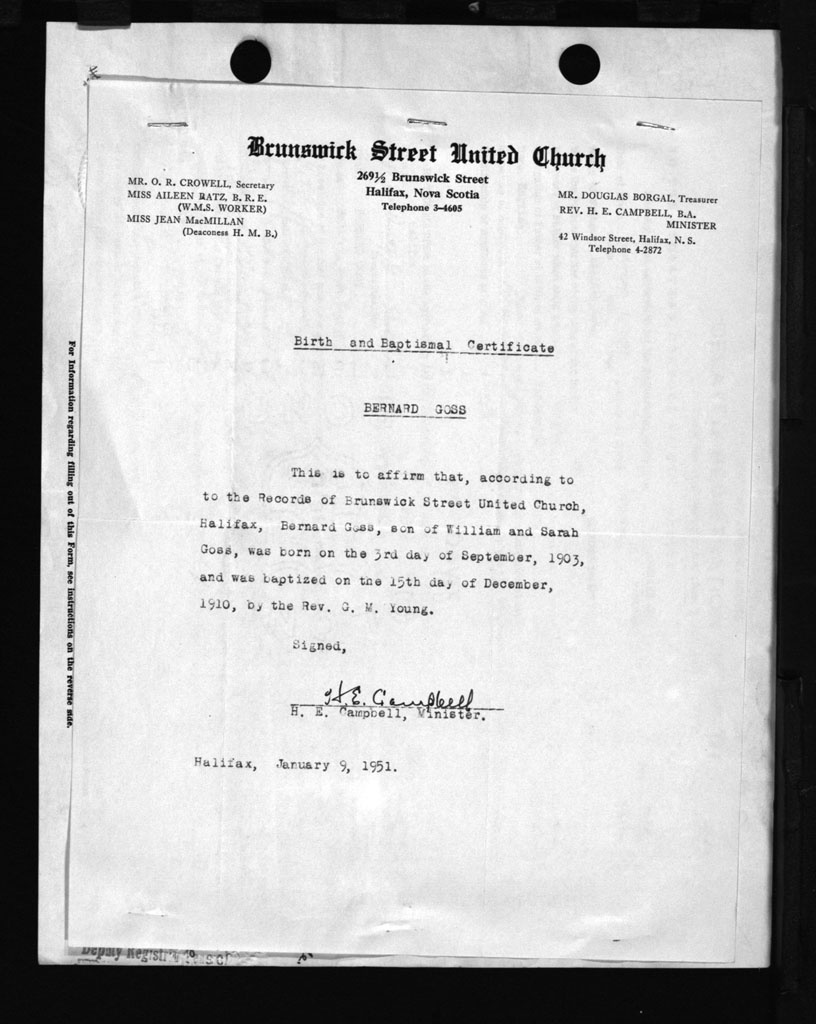 Brunswick Street United Church
269½ Brunswick Street
Halifax, Nova Scotia
Telephone 3-4605
MR. O. R. CROWELL, Secretary
MISS AILEEN RATZ, B. R. E.
(W.M.S. WORKER)
MISS JEAN MacMILLAN
(Deaconess H. M. B.)
MR. DOUGLAS BORGAL, Treasurer
REV. H. E. CAMPBELL, B.A.
MINISTER
42 Windsor Street, Halifax, N. S.
Telephone 4-2872
Birth and Baptismal Certificate
BERNARD GOSS
This is to affirm that, according to
to the Records of Brunswick Street United Church,
Halifax, Bernard Goss, son of William and Sarah
Goss, was born on the 3rd day of September, 1903,
and was baptized on the 15th day of December,
1910, by the Rev. G. M. Young.
Signed,
H.E. Campbell
H. E. Campbell, Minister.
Halifax, January 9, 1951.
For Information regarding filling out of this Form, see instructions on the reverse side.
Deputy